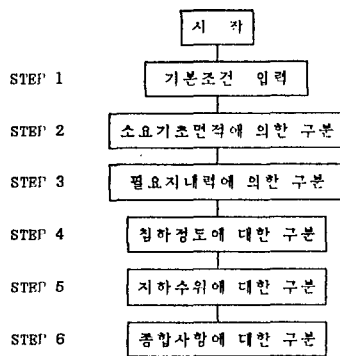 시 작
STEP 1 기본조건 입력
STEP 2 소요기초면적에 의한 구분
STEP 3 필요지내력에 의한 구분
STEP 4 침하정도에 대한 구분
STEP 5 지하수위에 대한 구분
STEP 6 종합사항에 대한 구분